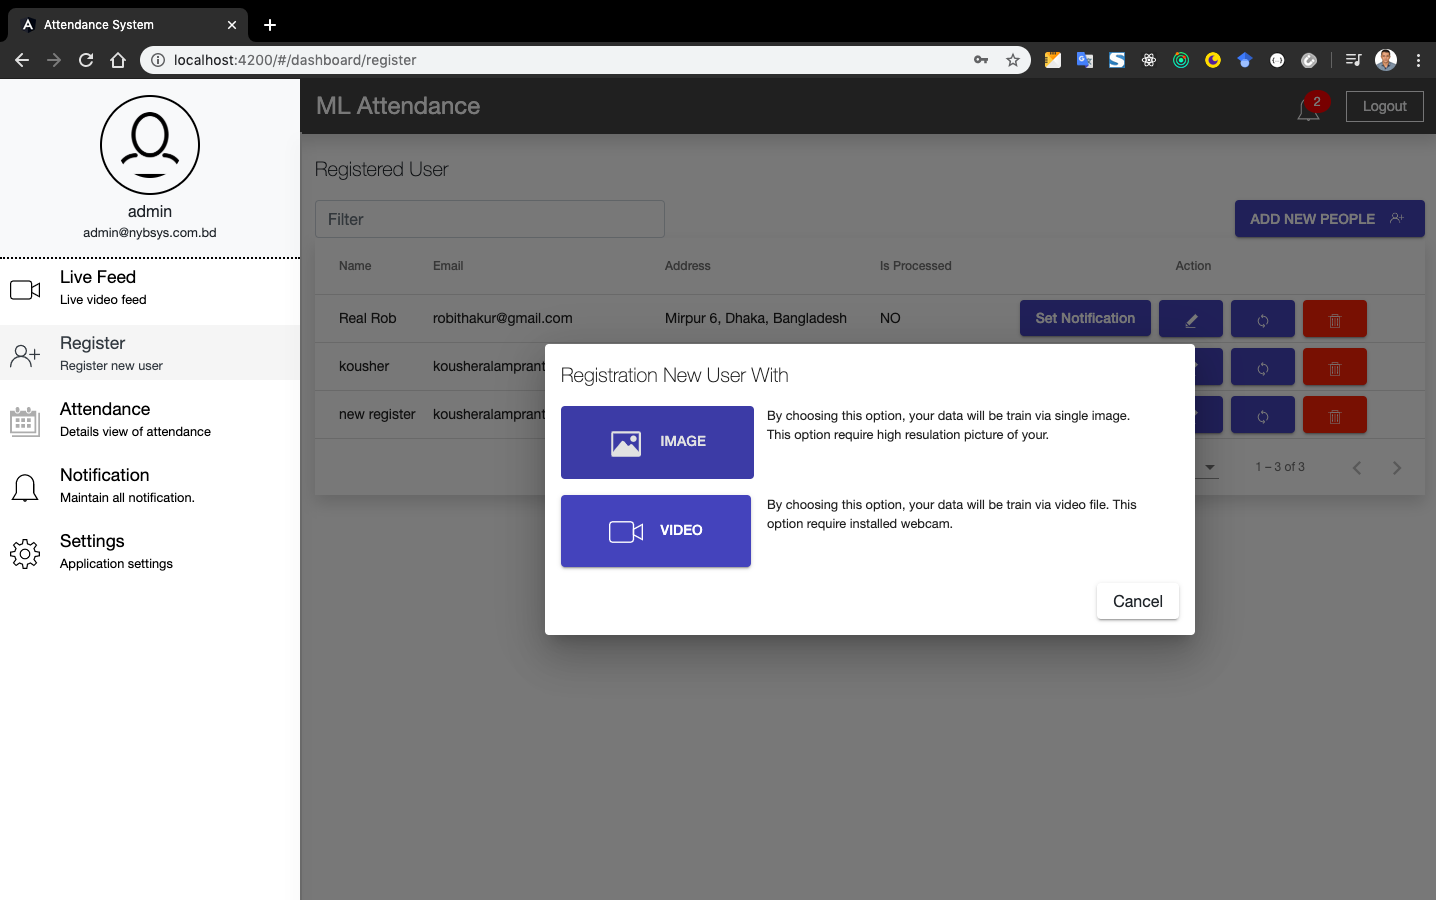 Attendance System
localhost:4200/#/dashboard/register
admin
admin@nybsys.com.bd
Live Feed
Live video feed
Register
Register new user
Attendance
Details view of attendance
Notification
Maintain all notification.
Settings
Application settings
ML Attendance
2
Logout
Registered User
Filter
ADD NEW PEOPLE
Name Email Address Is Processed Action
Real Rob robithakur@gmail.com Mirpur 6, Dhaka, Bangladesh NO Set Notification
kousher kousheralamprant
new register kousheralamprant
1 – 3 of 3
Registration New User With
IMAGE
By choosing this option, your data will be train via single image.
This option require high resulation picture of your.
VIDEO
By choosing this option, your data will be train via video file. This
option require installed webcam.
Cancel